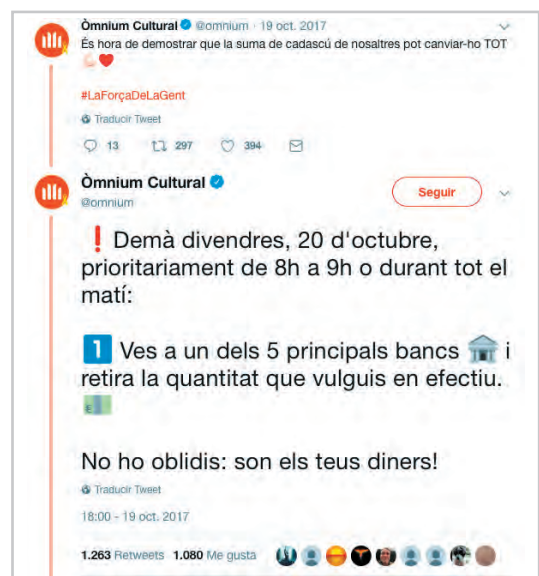 Òmnium Cultural @omnium · 19 oct. 2017
És hora de demostrar que la suma de cadascú de nosaltres pot canviar-ho TOT
#LaForçaDeLaGent
Traducir Tweet
13 297 394
Òmnium Cultural
@omnium
Seguir
❗ Demà divendres, 20 d'octubre,
prioritariament de 8h a 9h o durant tot el
matí:
1️⃣ Ves a un dels 5 principals bancs 🏦 i
retira la quantitat que vulguis en efectiu.
No ho oblidis: son els teus diners!
Traducir Tweet
18:00 - 19 oct. 2017
1.263 Retweets 1.080 Me gusta